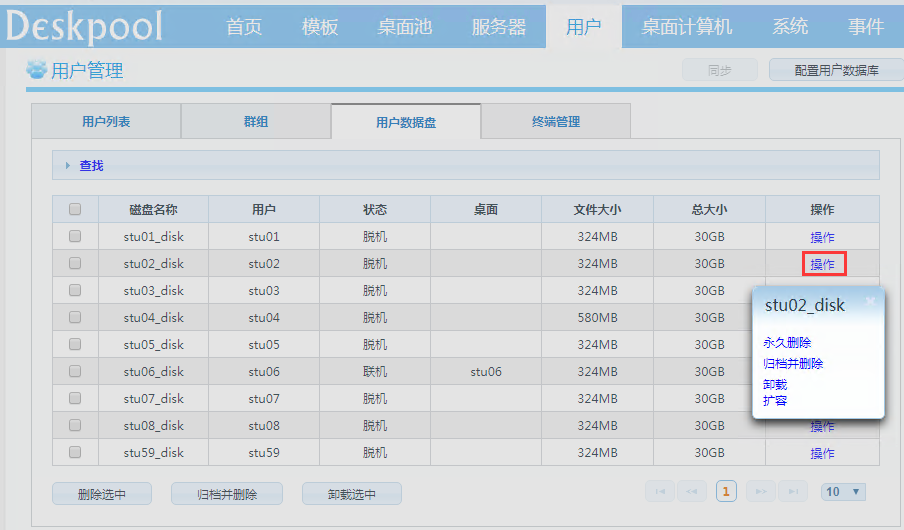 Deskpool 首页 模板 桌面池 服务器 用户 桌面计算机 系统 事件
用户管理 同步 配置用户数据库
用户列表 群组 用户数据盘 终端管理
查找
磁盘名称 用户 状态 桌面 文件大小 总大小 操作
stu01_disk stu01 脱机 324MB 30GB 操作
stu02_disk stu02 脱机 324MB 30GB 操作
stu03_disk stu03 脱机 324MB 30GB
stu04_disk stu04 脱机 580MB 30GB
stu05_disk stu05 脱机 324MB 30GB
stu06_disk stu06 联机 stu06 324MB 30GB
stu07_disk stu07 脱机 324MB 30GB
stu08_disk stu08 脱机 324MB 30GB 操作
stu59_disk stu59 脱机 324MB 30GB 操作
stu02_disk
永久删除
归档并删除
卸载
扩容
删除选中 归档并删除 卸载选中 1 10